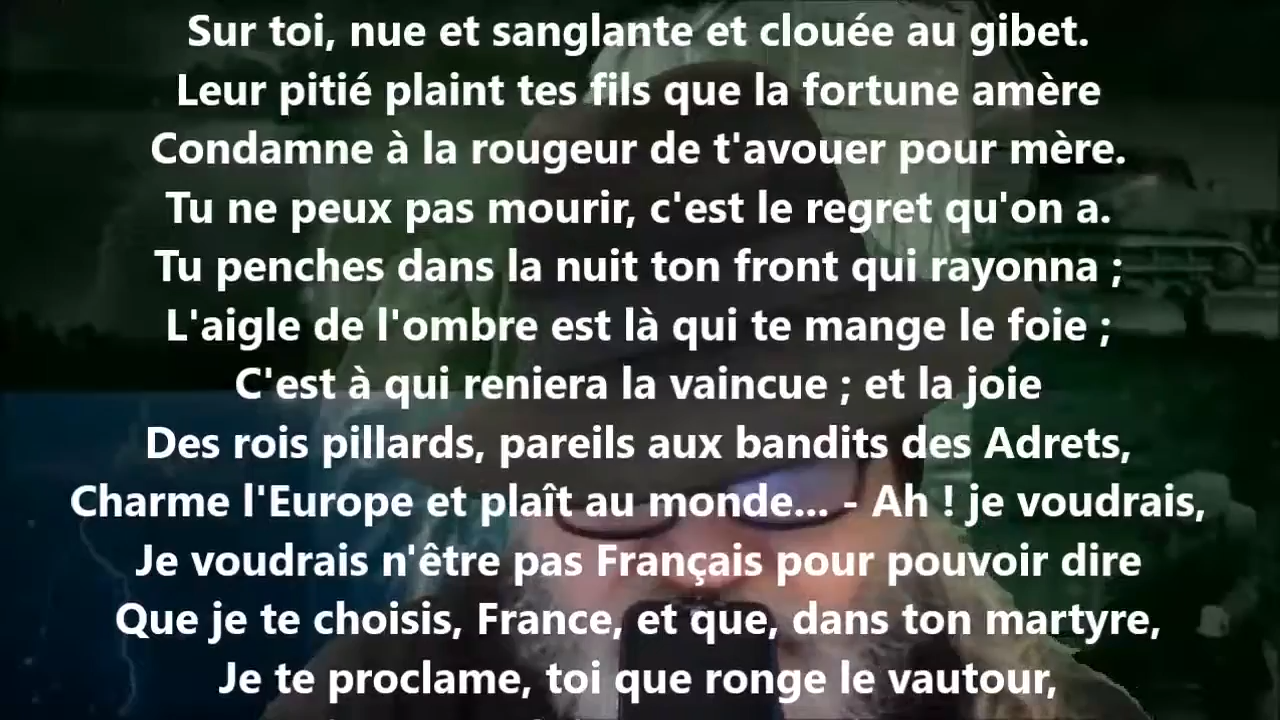 Sur toi, nue et sanglante et clouée au gibet.
Leur pitié plaint tes fils que la fortune amère
Condamne à la rougeur de t'avouer pour mère.
Tu ne peux pas mourir, c'est le regret qu'on a.
Tu penches dans la nuit ton front qui rayonna ;
L'aigle de l'ombre est là qui te mange le foie ;
C'est à qui reniera la vaincue ; et la joie
Des rois pillards, pareils aux bandits des Adrets,
Charme l'Europe et plaît au monde... - Ah ! je voudrais,
Je voudrais n'être pas Français pour pouvoir dire
Que je te choisis, France, et que, dans ton martyre,
Je te proclame, toi que ronge le vautour,